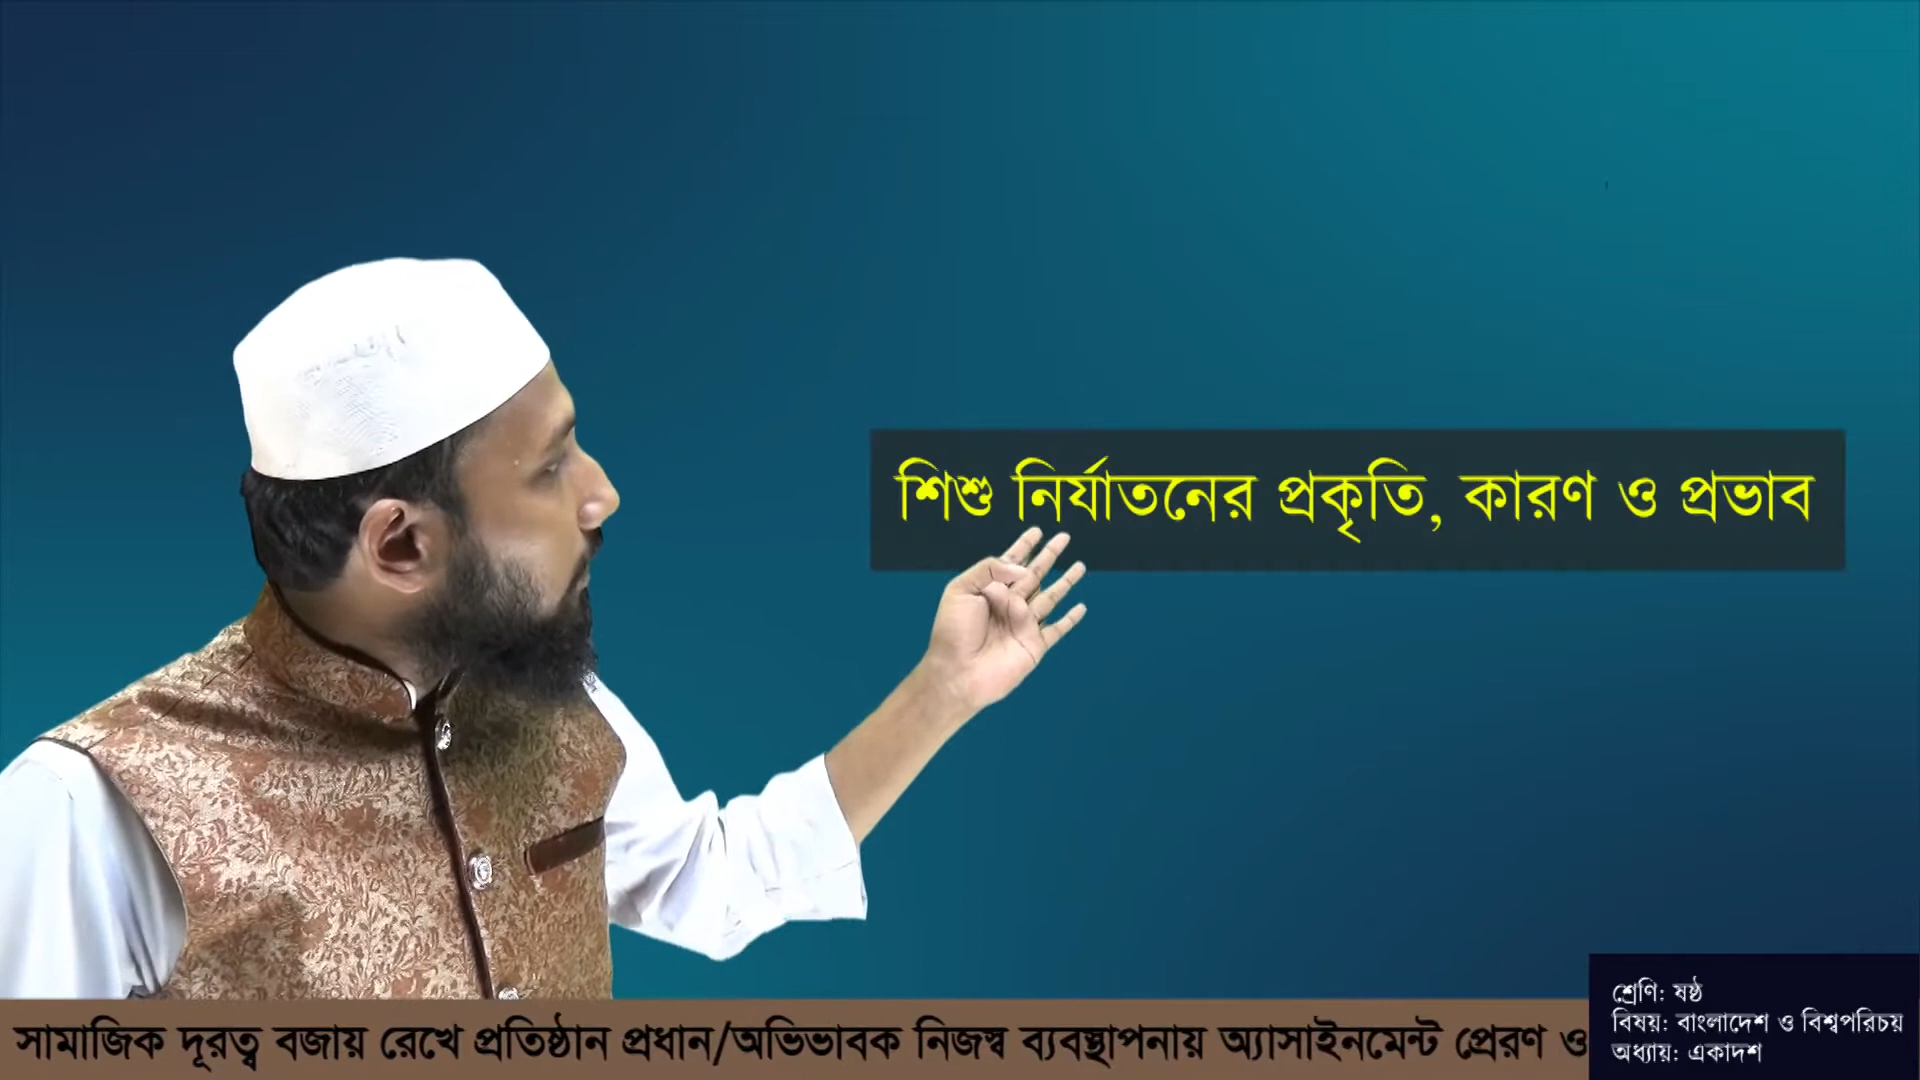 শিশু নির্যাতনের প্রকৃতি, কারণ ও প্রভাব
সামাজিক দূরত্ব বজায় রেখে প্রতিষ্ঠান প্রধান/অভিভাবক নিজস্ব ব্যবস্থাপনায় অ্যাসাইনমেন্ট প্রেরণ ও
শ্রেণি: ষষ্ঠ
বিষয়: বাংলাদেশ ও বিশ্বপরিচয়
অধ্যায়: একাদশ